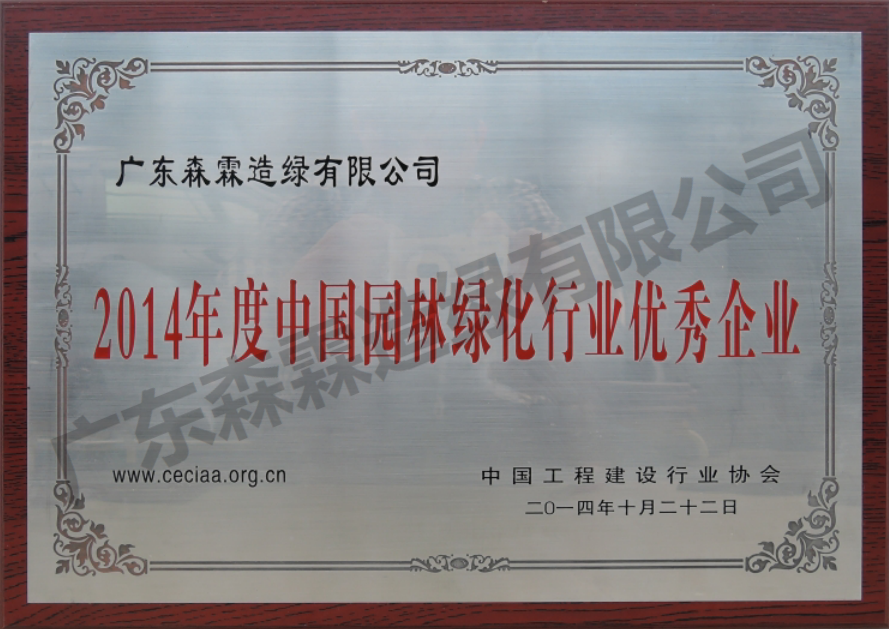 广东森霖造绿有限公司
2014年度中国园林绿化行业优秀企业
广东森霖造绿有限公司
www.ceciaa.org.cn
中国工程建设行业协会
二〇一四年十月二十二日